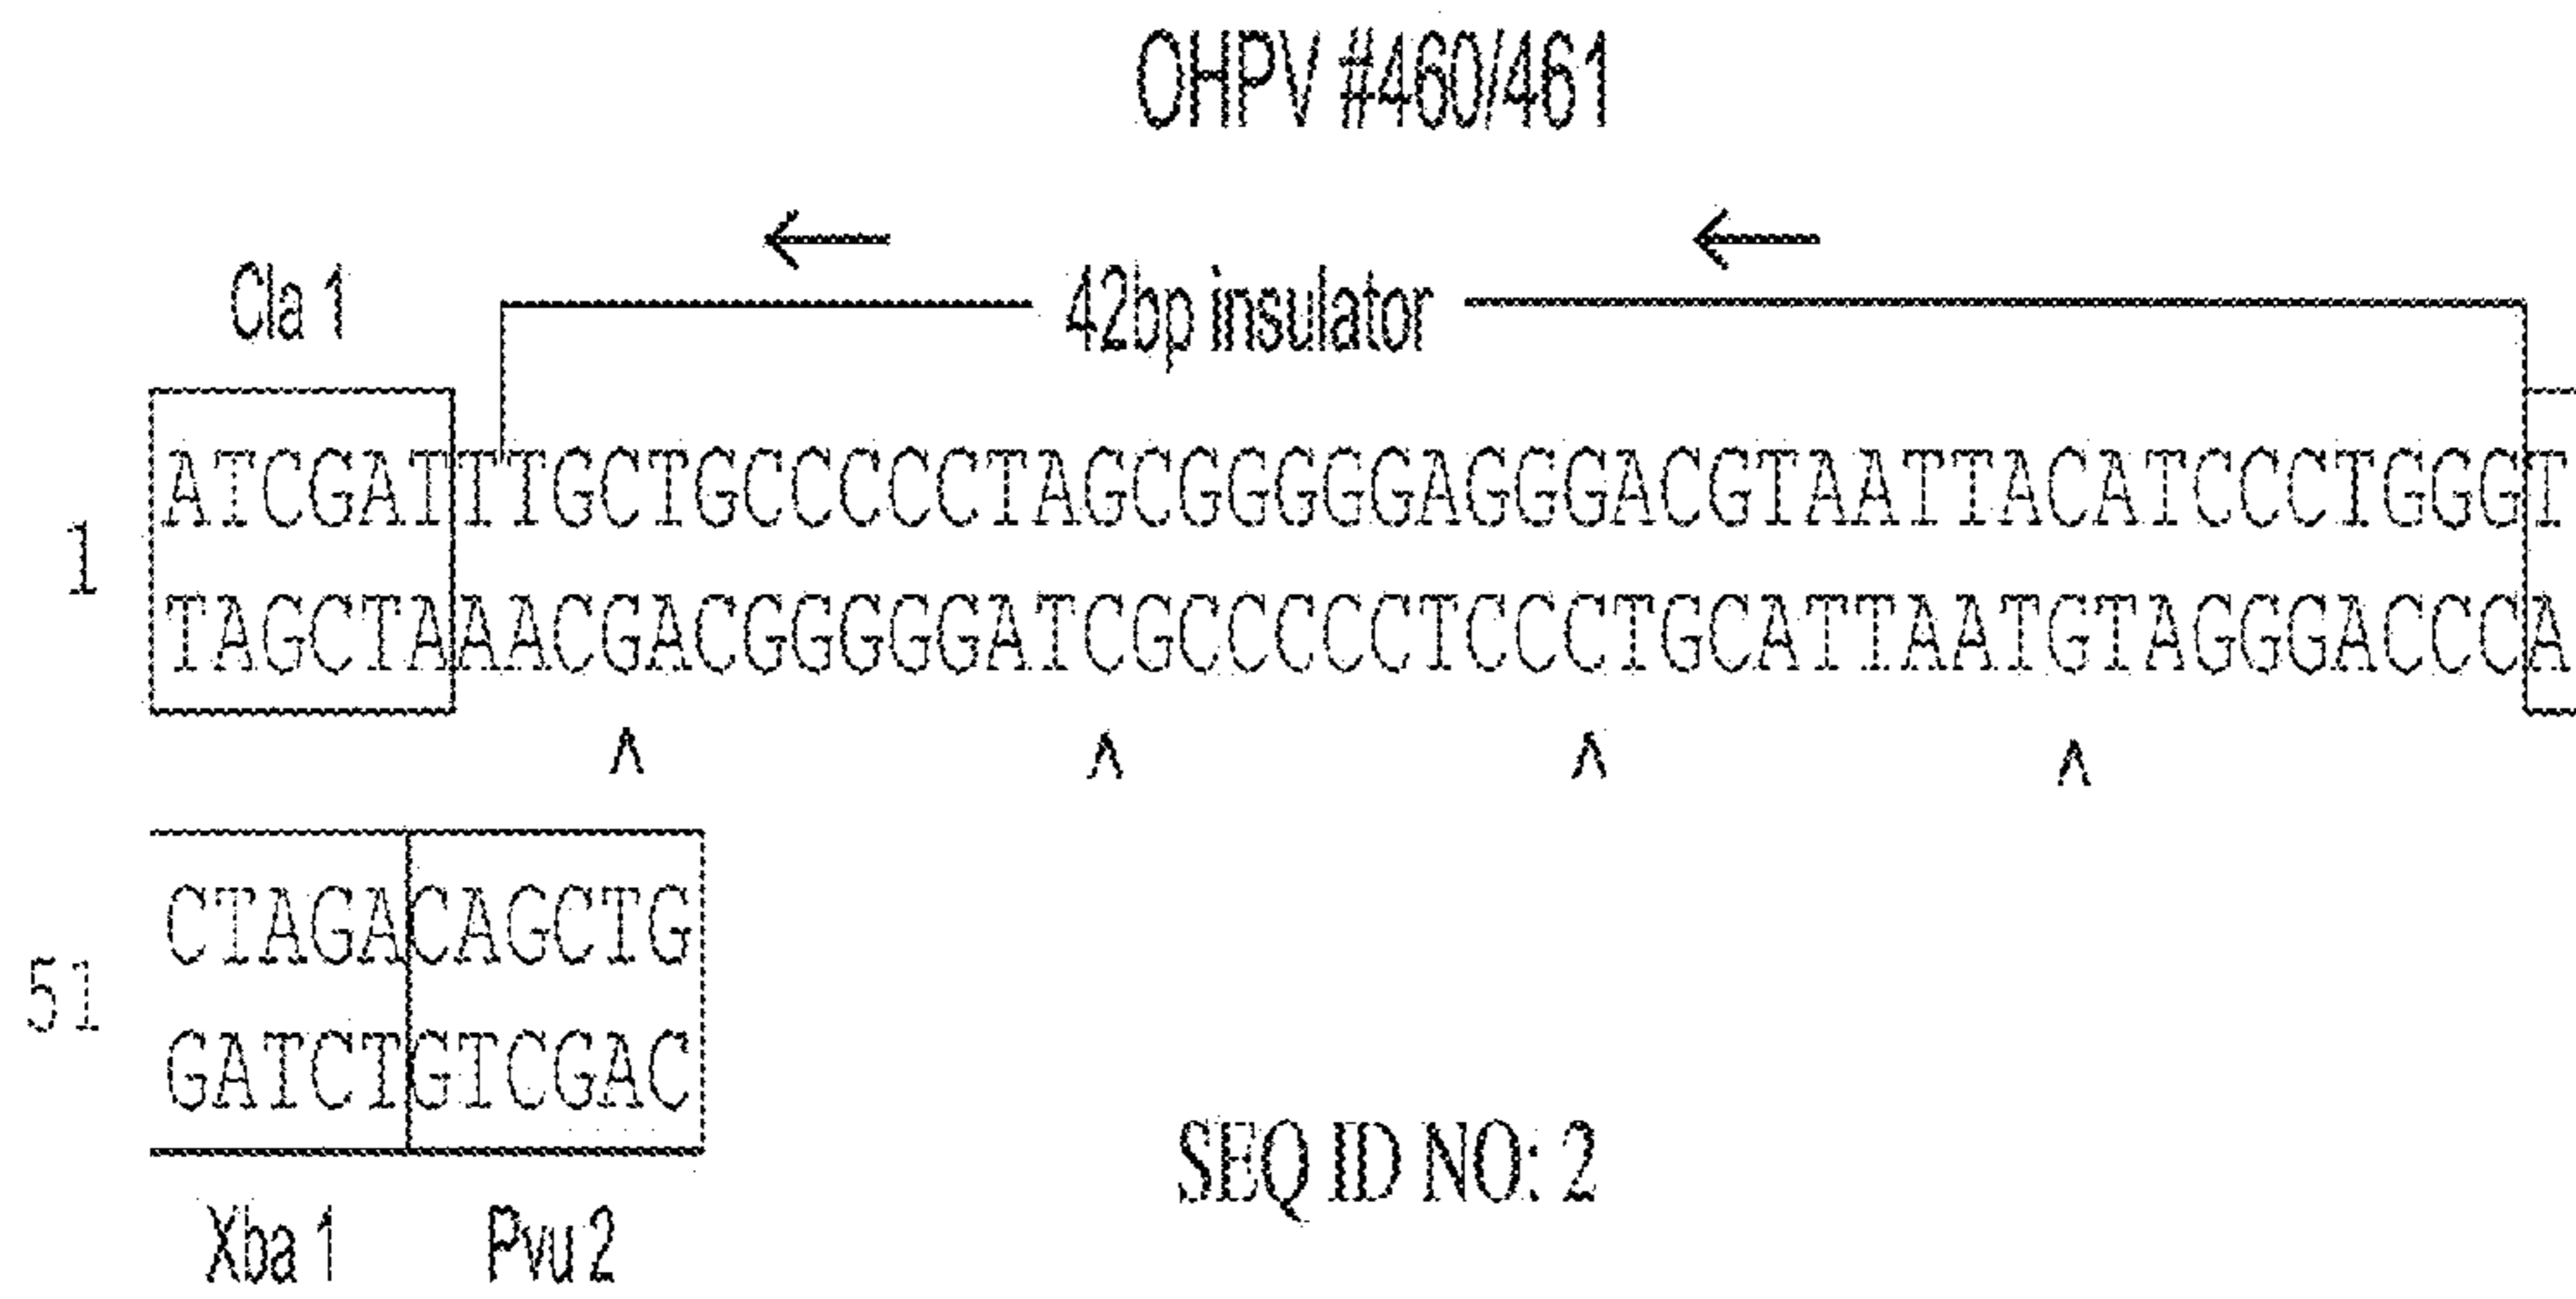 OHPV #460/461
← ←
Cla 1 42bp insulator
ATCGATTTGCTGCCCCCTAGCGGGGGAGGGACGTAATTACATCCCTGGGT
1
TAGCTAAACGACGGGGGATCGCCCCCTCCCTGCATTAATGTAGGGACCCA
^ ^ ^ ^
CTAGACAGCTG
51
GATCTGTCGAC
SEQ ID NO: 2
Xba 1 Pvu 2